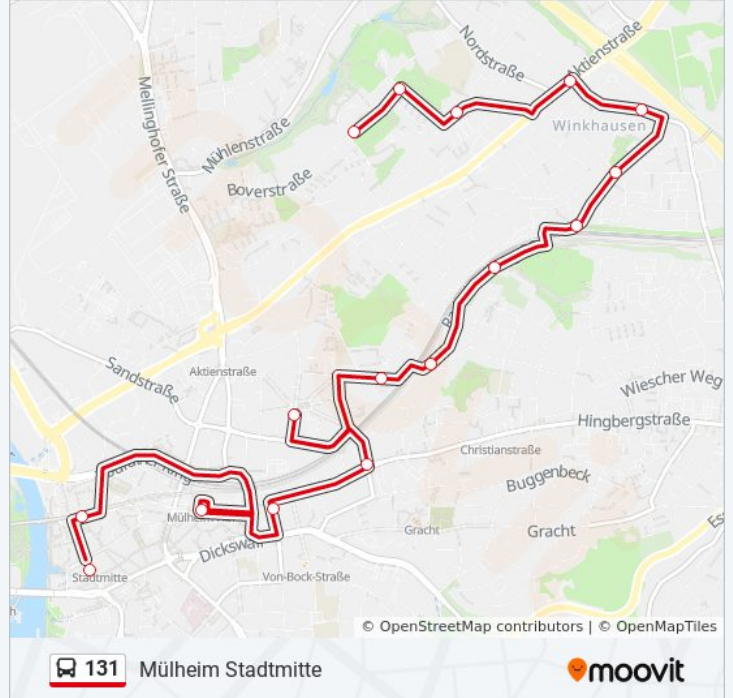 Nordstraße
Aktienstraße
Mellinghofer Straße
Mühlenstraße
Winkhausen
Boverstraße
Aktienstraße
Sandstraße
Wiescher Weg
Hingbergstraße
Christianstraße
Buggenbeck
Mülheim
Gracht
Gracht
Dickswall
Stadtmitte
Von-Bock-Straße
© OpenStreetMap contributors | © OpenMapTiles
131 Mülheim Stadtmitte
moovit